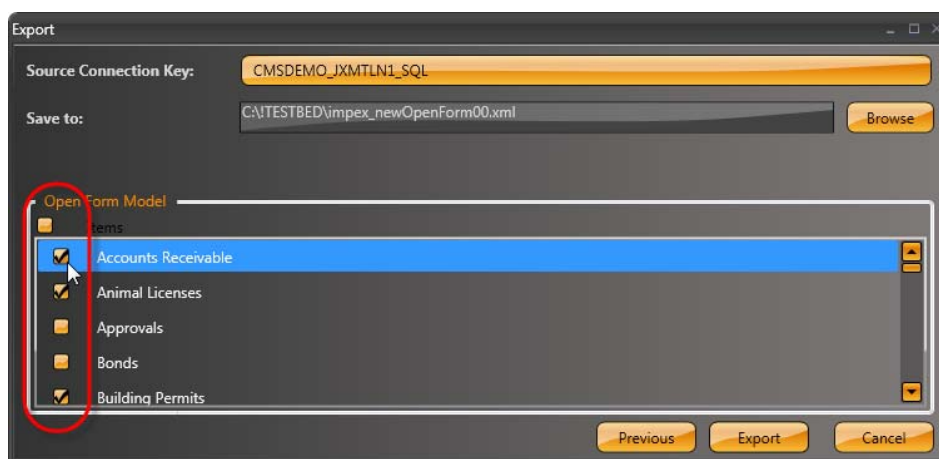 Export
Source Connection Key: CMSDEMO_JXMTLN1_SQL
Save to: C:\!TESTBED\impex_newOpenForm00.xml Browse
Open Form Model
Items
Accounts Receivable
Animal Licenses
Approvals
Bonds
Building Permits
Previous Export Cancel